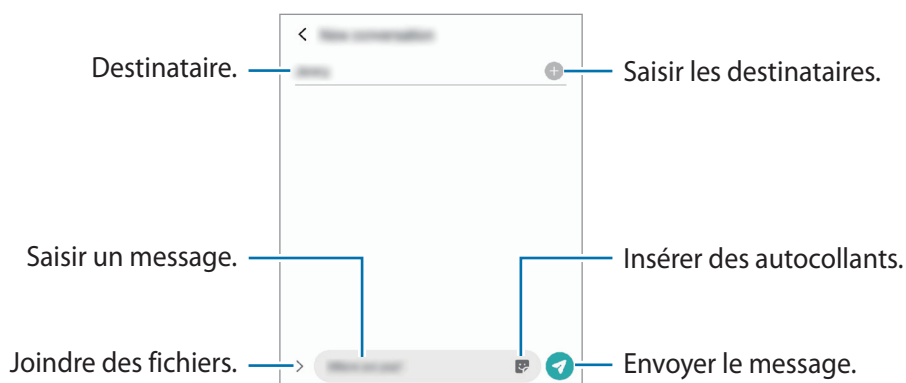 Destinataire.
Saisir les destinataires.
Saisir un message.
Insérer des autocollants.
Joindre des fichiers.
Envoyer le message.